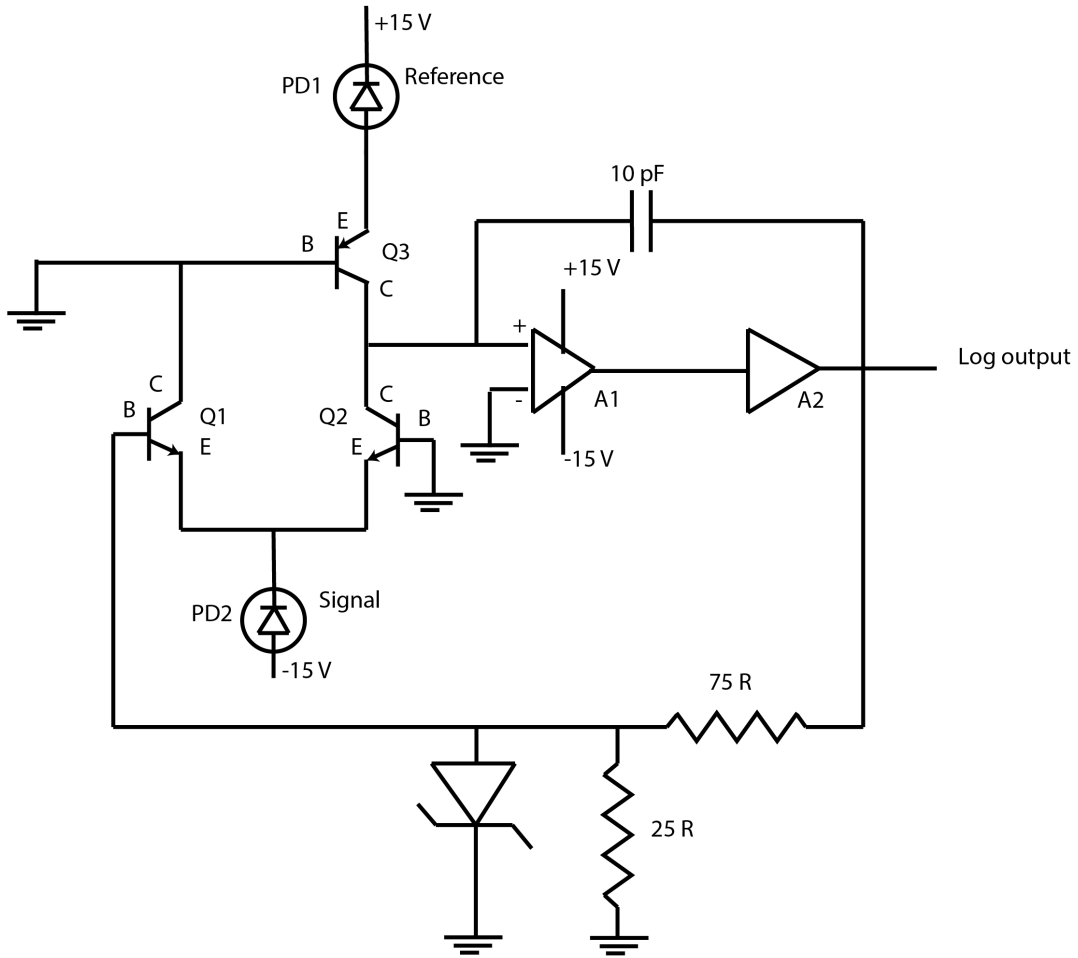 +15 V
PD1
Reference
10 pF
E
B
Q3
C
+15 V
+
-
A1
-15 V
A2
Log output
C
B
Q1
E
C
Q2
B
E
PD2
Signal
-15 V
75 R
25 R